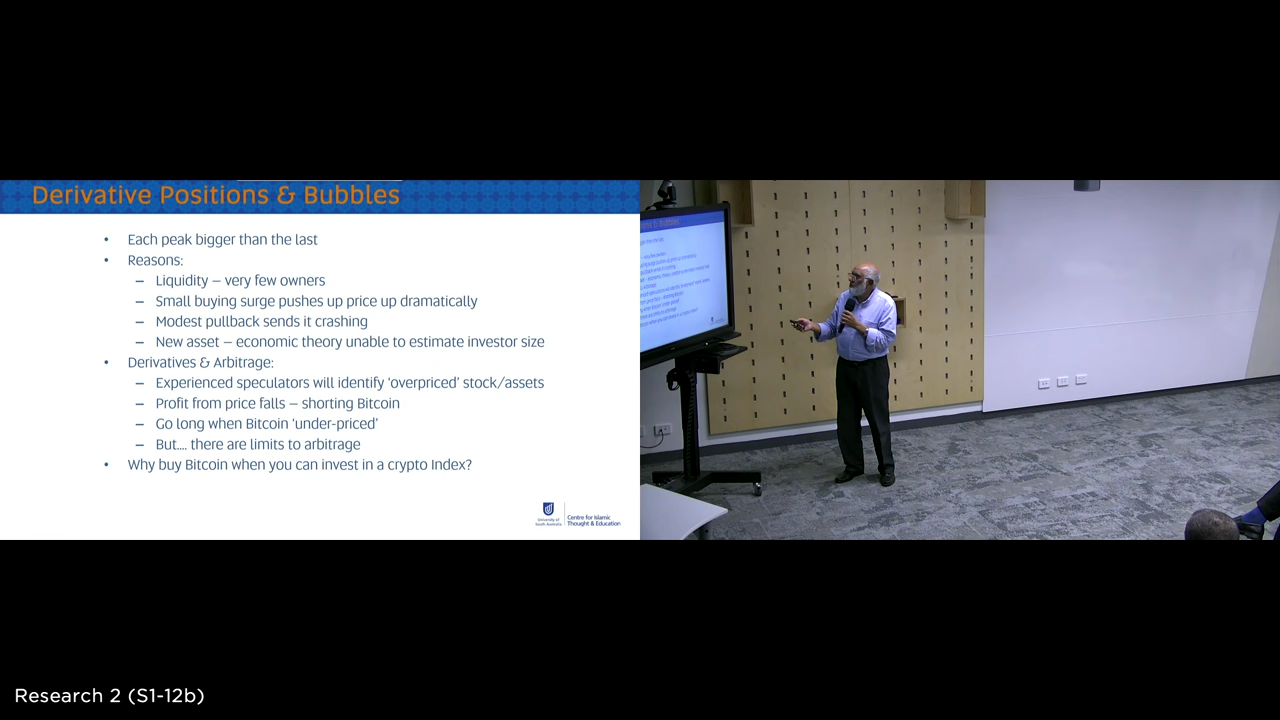 Derivative Positions & Bubbles
• Each peak bigger than the last
• Reasons:
– Liquidity – very few owners
– Small buying surge pushes up price up dramatically
– Modest pullback sends it crashing
– New asset – economic theory unable to estimate investor size
• Derivatives & Arbitrage:
– Experienced speculators will identify 'overpriced' stock/assets
– Profit from price falls – shorting Bitcoin
– Go long when Bitcoin 'under-priced'
– But.... there are limits to arbitrage
• Why buy Bitcoin when you can invest in a crypto Index?
University of
South Australia
Centre for Islamic
Thought & Education
Research 2 (S1-12b)